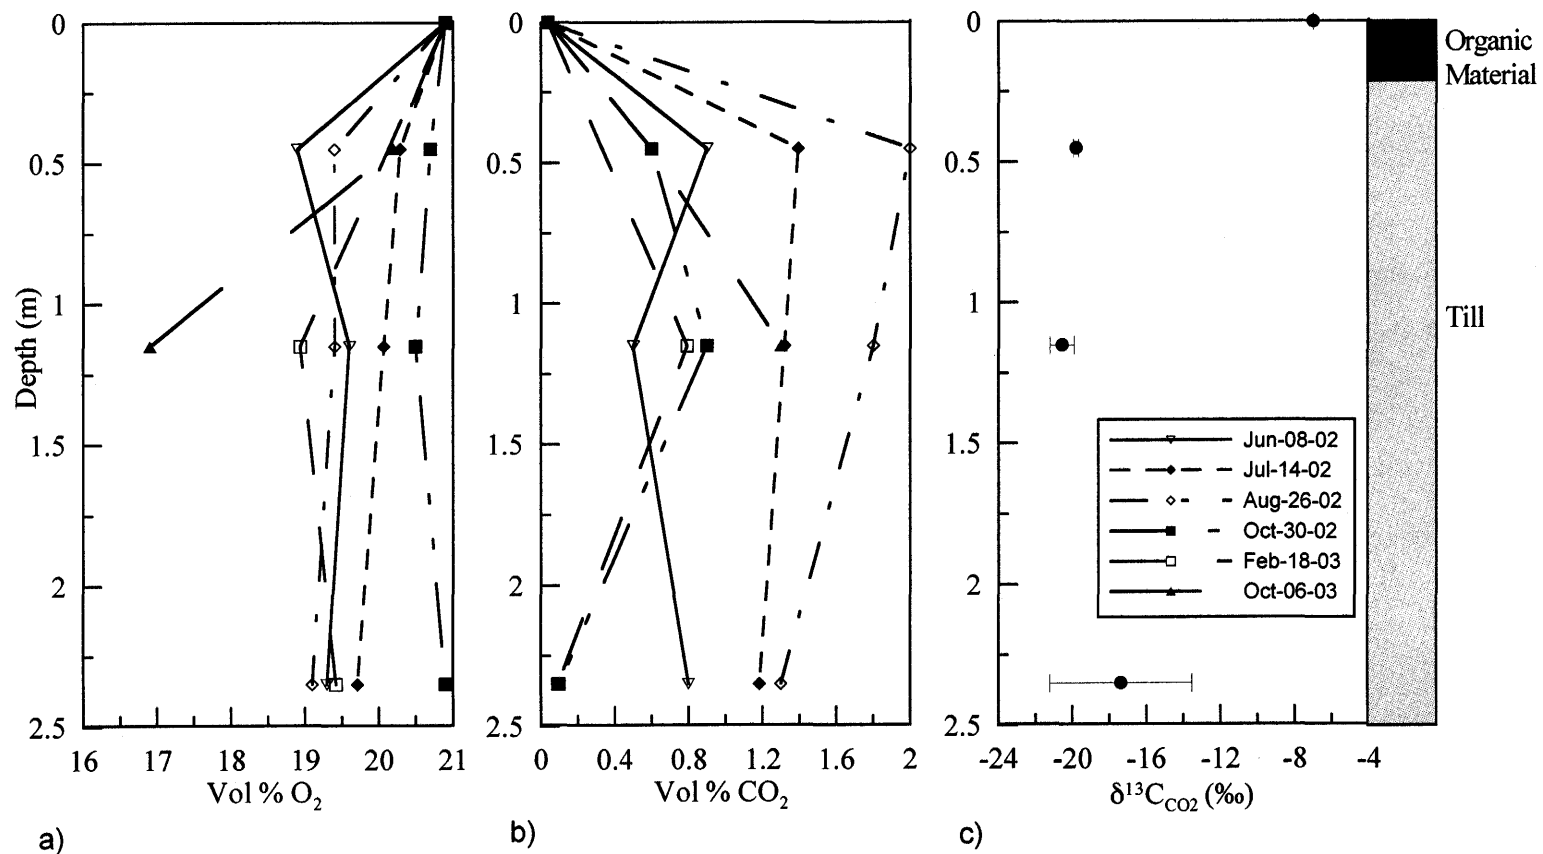 0
0.5
1
1.5
2
2.5
Depth (m)
16 17 18 19 20 21
Vol % O₂
a)
0
0.5
1
1.5
2
2.5
0 0.4 0.8 1.2 1.6 2
Vol % CO₂
b)
0
0.5
1
1.5
2
2.5
-24 -20 -16 -12 -8 -4
δ¹³C_CO2 (‰)
c)
Jun-08-02
Jul-14-02
Aug-26-02
Oct-30-02
Feb-18-03
Oct-06-03
Organic
Material
Till